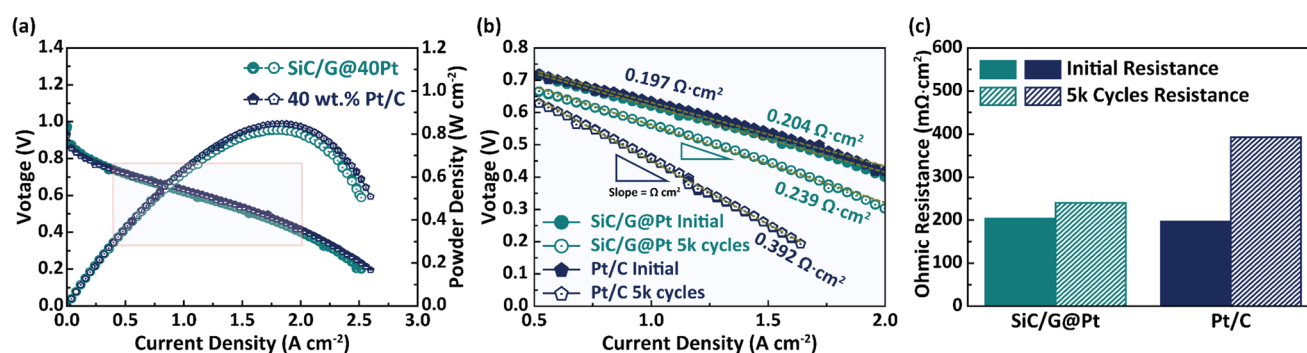 (a)
1.4
1.2
1.0
0.8
0.6
0.4
0.2
0.0
Votage (V)
SiC/G@40Pt
40 wt.% Pt/C
1.2
1.0
0.8
0.6
0.4
0.2
0.0
Powder Density (W cm⁻²)
0.0 0.5 1.0 1.5 2.0 2.5 3.0
Current Density (A cm⁻²)
(b)
0.8
0.7
0.6
0.5
0.4
0.3
0.2
0.1
0.0
Votage (V)
0.197 Ω·cm²
0.204 Ω·cm²
0.239 Ω·cm²
0.392 Ω·cm²
Slope = Ω cm²
SiC/G@Pt Initial
SiC/G@Pt 5k cycles
Pt/C Initial
Pt/C 5k cycles
0.5 1.0 1.5 2.0
Current Density (A cm⁻²)
(c)
600
500
400
300
200
100
0
Ohmic Resistance (mΩ·cm²)
Initial Resistance
5k Cycles Resistance
SiC/G@Pt Pt/C